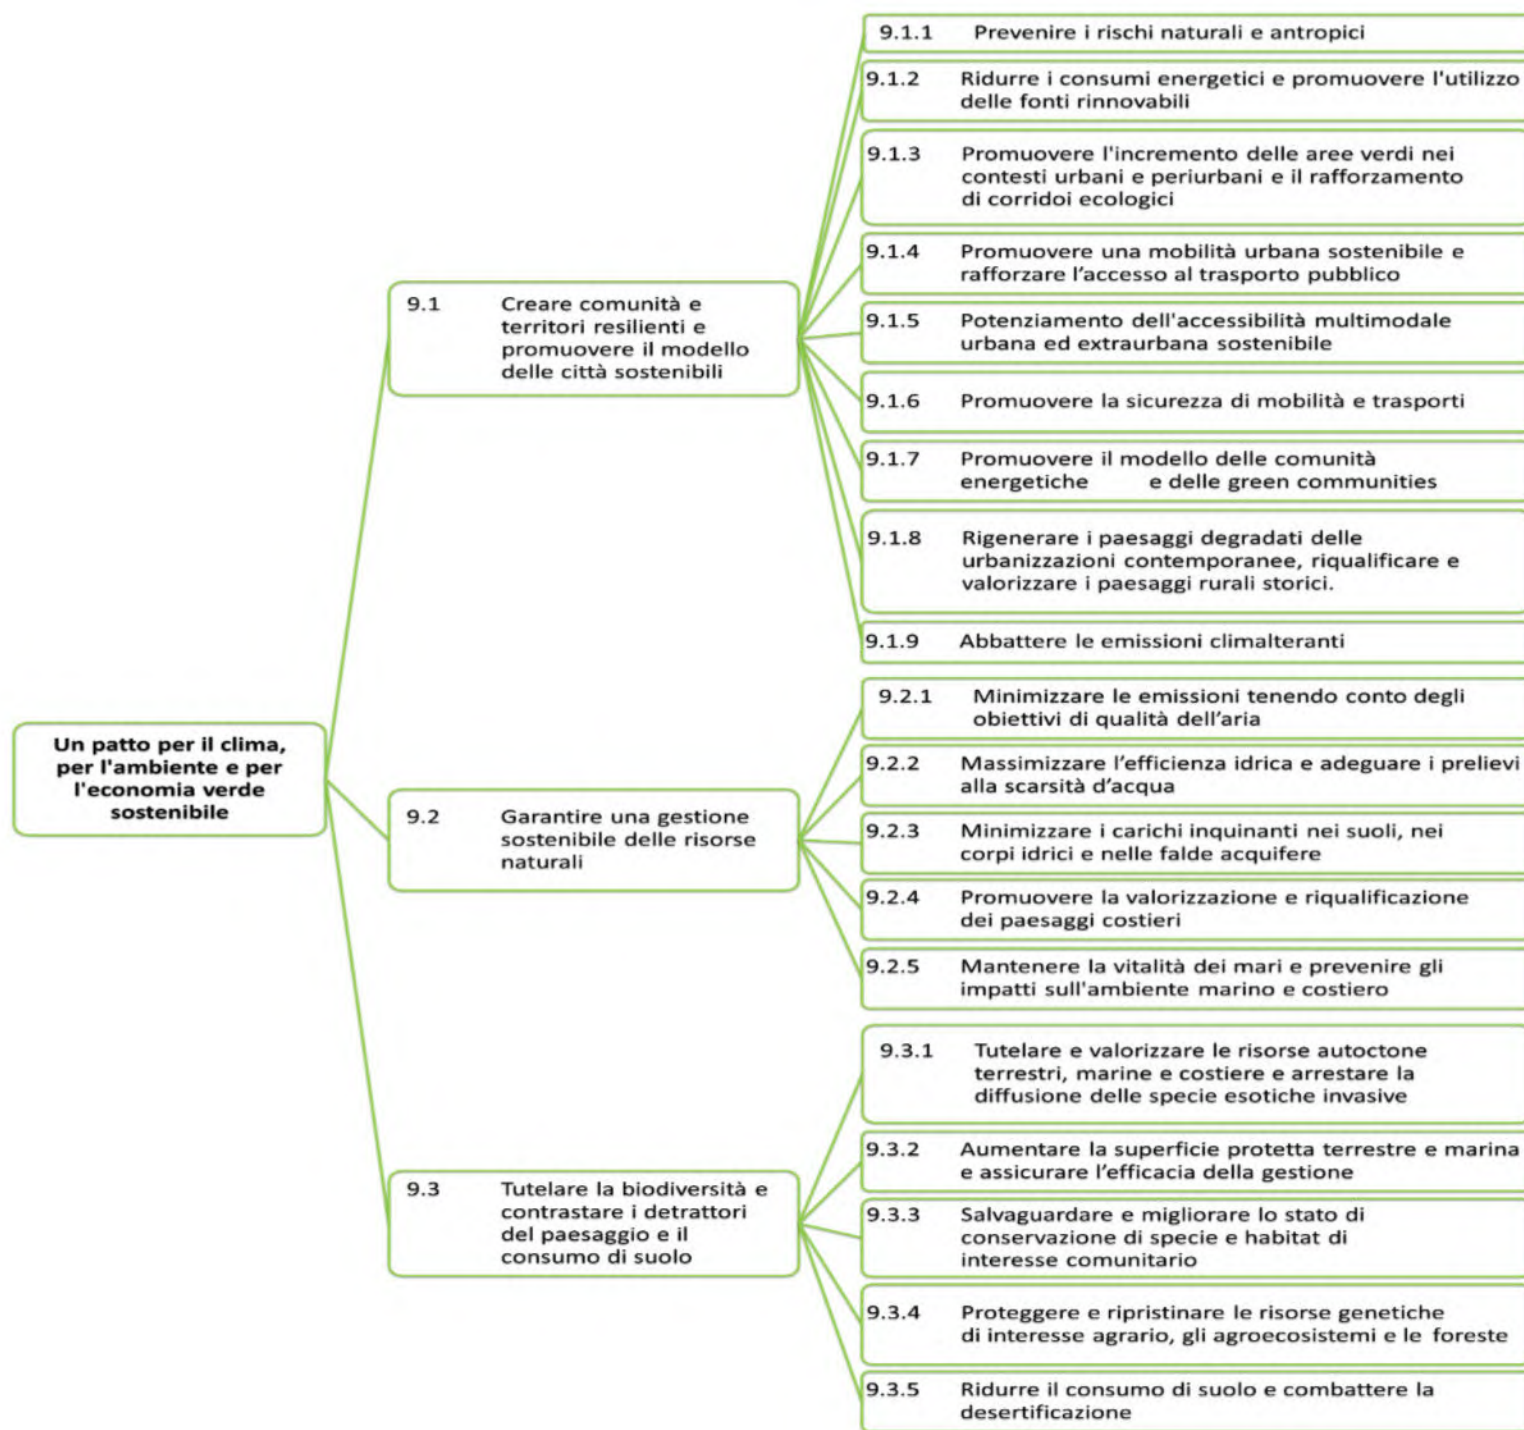 Un patto per il clima,
per l'ambiente e per
l'economia verde
sostenibile
9.1 Creare comunità e
territori resilienti e
promuovere il modello
delle città sostenibili
9.1.1 Prevenire i rischi naturali e antropici
9.1.2 Ridurre i consumi energetici e promuovere l'utilizzo
delle fonti rinnovabili
9.1.3 Promuovere l'incremento delle aree verdi nei
contesti urbani e periurbani e il rafforzamento
di corridoi ecologici
9.1.4 Promuovere una mobilità urbana sostenibile e
rafforzare l’accesso al trasporto pubblico
9.1.5 Potenziamento dell'accessibilità multimodale
urbana ed extraurbana sostenibile
9.1.6 Promuovere la sicurezza di mobilità e trasporti
9.1.7 Promuovere il modello delle comunità
energetiche e delle green communities
9.1.8 Rigenerare i paesaggi degradati delle
urbanizzazioni contemporanee, riqualificare e
valorizzare i paesaggi rurali storici.
9.1.9 Abbattere le emissioni climalteranti
9.2 Garantire una gestione
sostenibile delle risorse
naturali
9.2.1 Minimizzare le emissioni tenendo conto degli
obiettivi di qualità dell’aria
9.2.2 Massimizzare l’efficienza idrica e adeguare i prelievi
alla scarsità d’acqua
9.2.3 Minimizzare i carichi inquinanti nei suoli, nei
corpi idrici e nelle falde acquifere
9.2.4 Promuovere la valorizzazione e riqualificazione
dei paesaggi costieri
9.2.5 Mantenere la vitalità dei mari e prevenire gli
impatti sull'ambiente marino e costiero
9.3 Tutelare la biodiversità e
contrastare i detrattori
del paesaggio e il
consumo di suolo
9.3.1 Tutelare e valorizzare le risorse autoctone
terrestri, marine e costiere e arrestare la
diffusione delle specie esotiche invasive
9.3.2 Aumentare la superficie protetta terrestre e marina
e assicurare l’efficacia della gestione
9.3.3 Salvaguardare e migliorare lo stato di
conservazione di specie e habitat di
interesse comunitario
9.3.4 Proteggere e ripristinare le risorse genetiche
di interesse agrario, gli agroecosistemi e le foreste
9.3.5 Ridurre il consumo di suolo e combattere la
desertificazione